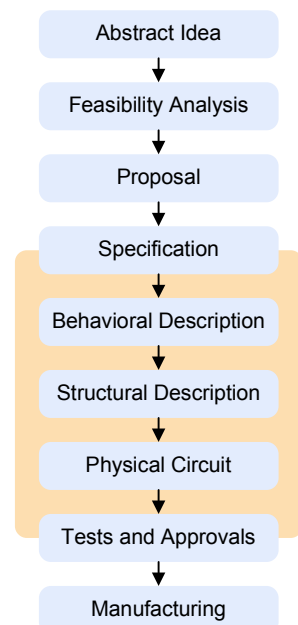 Abstract Idea
Feasibility Analysis
Proposal
Specification
Behavioral Description
Structural Description
Physical Circuit
Tests and Approvals
Manufacturing